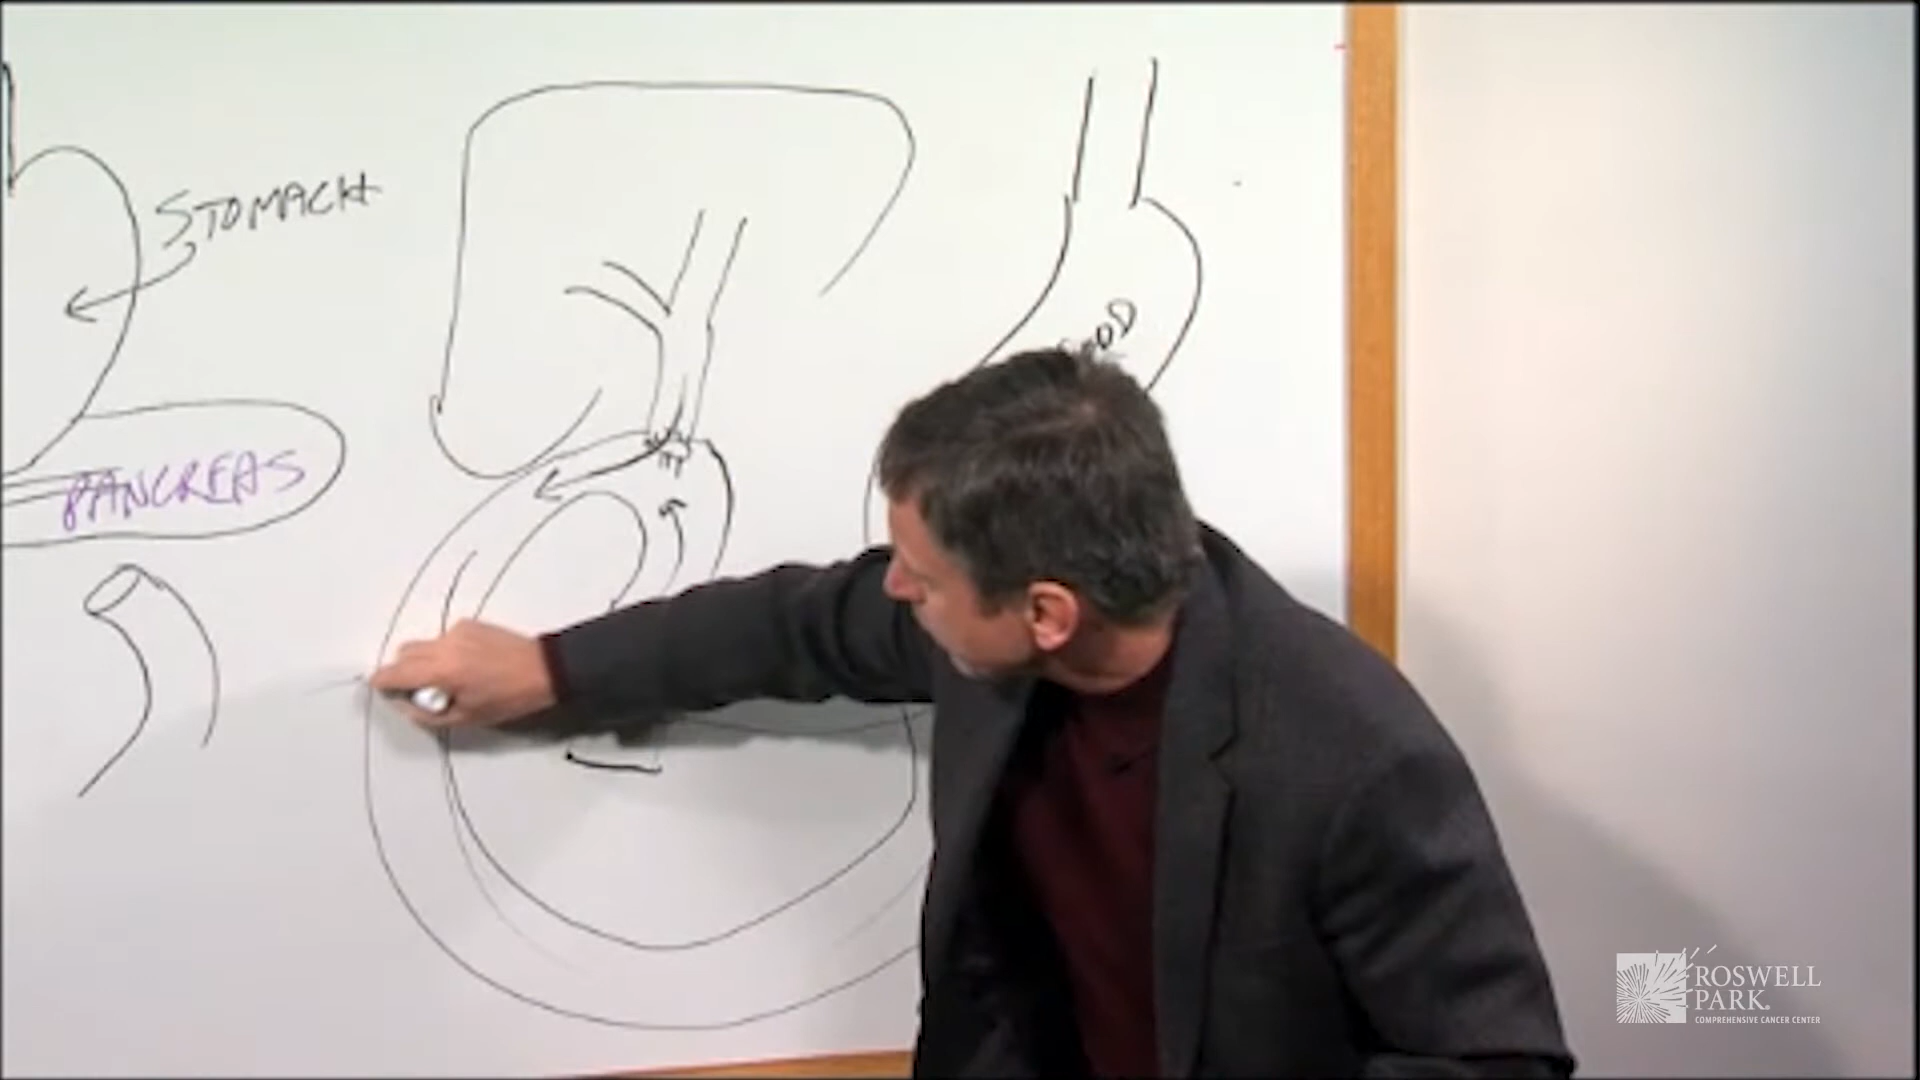 STOMACH
PANCREAS
ROSWELL
PARK.
COMPREHENSIVE CANCER CENTER